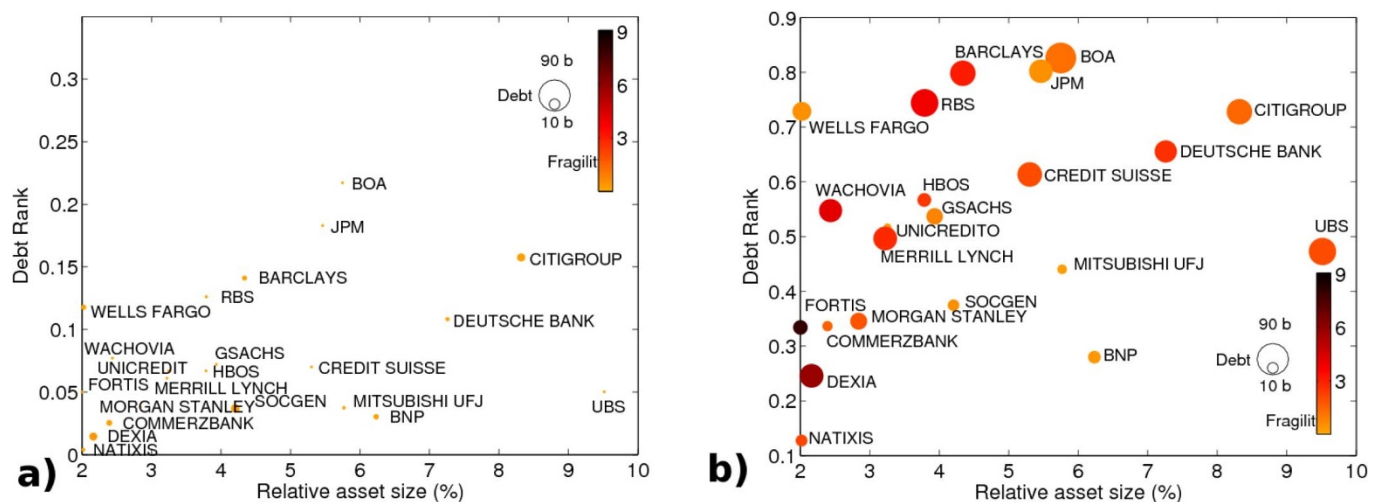 a)
Debt Rank
0.3
0.25
0.2
0.15
0.1
0.05
0
2 3 4 5 6 7 8 9 10
Relative asset size (%)
9
6
3
90 b
Debt
10 b
Fragilit
BOA
JPM
CITIGROUP
BARCLAYS
RBS
WELLS FARGO
DEUTSCHE BANK
WACHOVIA
GSACHS
UNICREDIT
HBOS
CREDIT SUISSE
FORTIS
MERRILL LYNCH
MORGAN STANLEY
SOCGEN
MITSUBISHI UFJ
UBS
COMMERZBANK
BNP
DEXIA
NATIXIS
b)
Debt Rank
0.9
0.8
0.7
0.6
0.5
0.4
0.3
0.2
0.1
2 3 4 5 6 7 8 9 10
Relative asset size (%)
BARCLAYS
BOA
JPM
RBS
CITIGROUP
WELLS FARGO
DEUTSCHE BANK
CREDIT SUISSE
HBOS
WACHOVIA
GSACHS
UNICREDITO
UBS
MERRILL LYNCH
MITSUBISHI UFJ
FORTIS
SOCGEN
MORGAN STANLEY
COMMERZBANK
BNP
DEXIA
NATIXIS
9
6
3
90 b
Debt
10 b
Fragilit